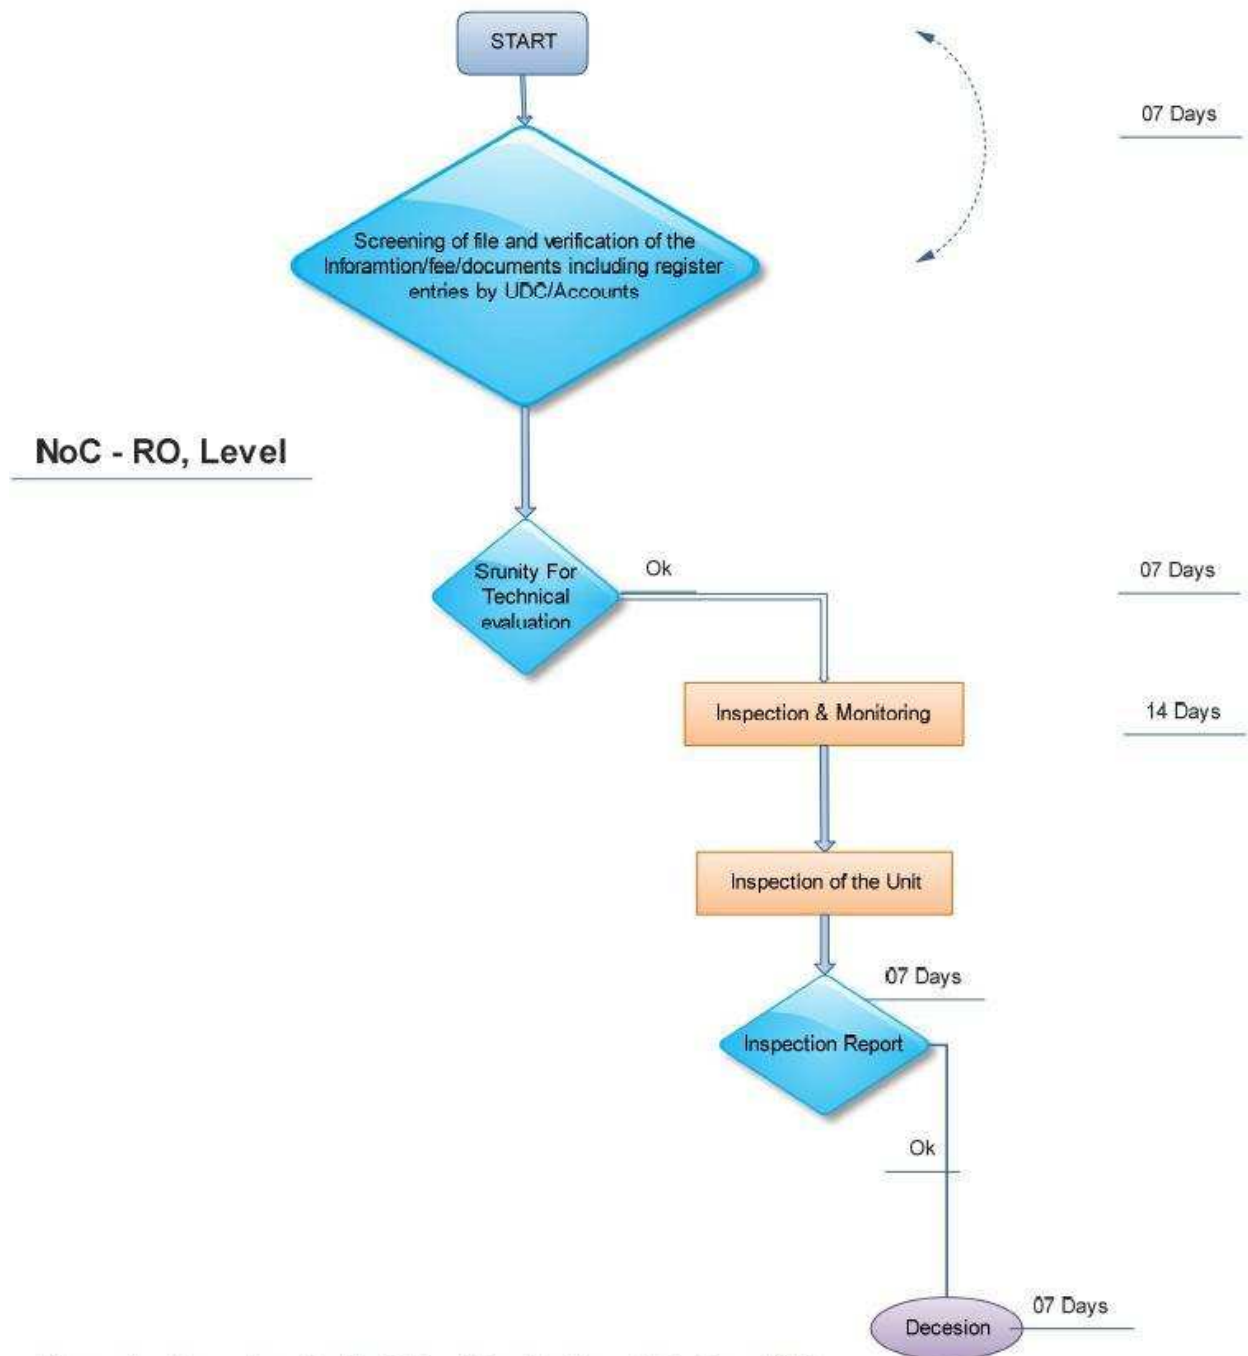 START
07 Days
Screening of file and verification of the
Inforamtion/fee/documents including register
entries by UDC/Accounts
NoC - RO, Level
Srunity For
Technical
evaluation
Ok
07 Days
Inspection & Monitoring
14 Days
Inspection of the Unit
07 Days
Inspection Report
Ok
Decesion
07 Days